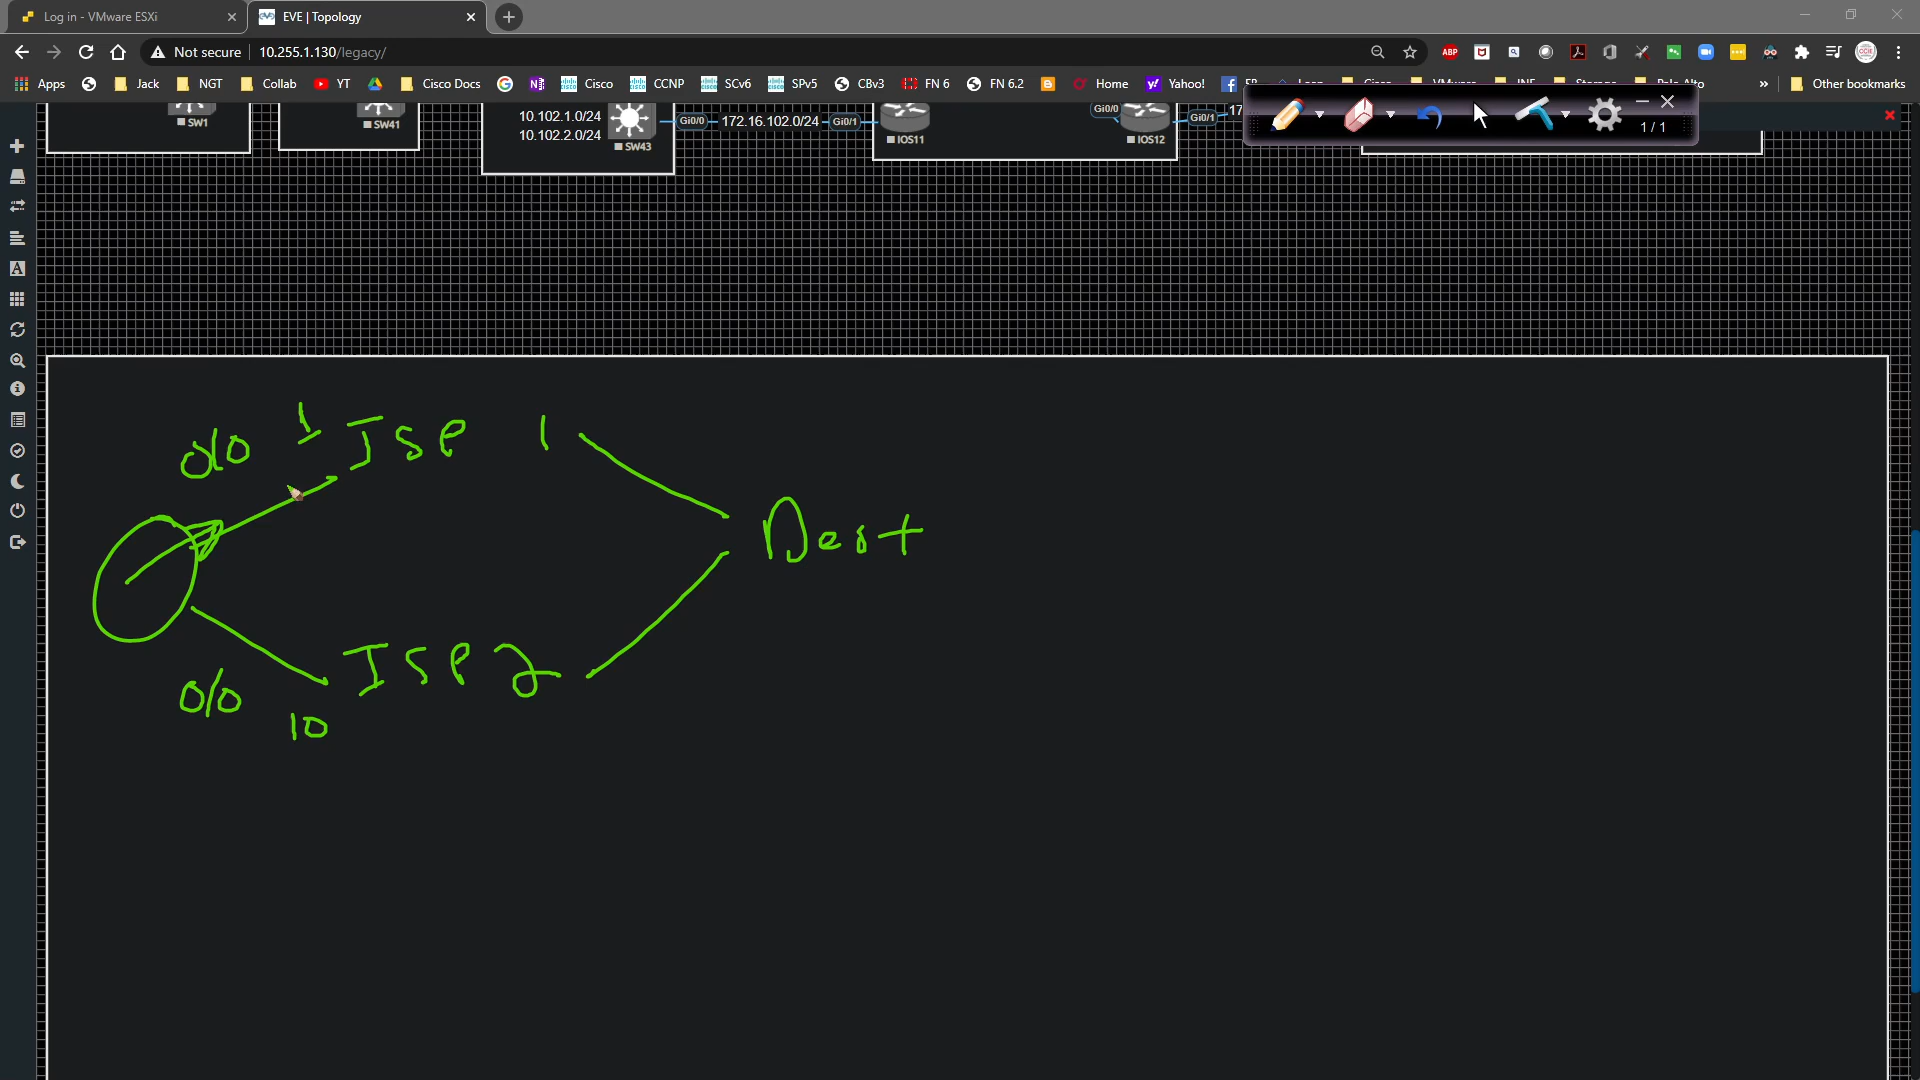 Log in - VMware ESXi
EVE | Topology
Not secure
10.255.1.130/legacy/
ABP
Apps
Jack
NGT
Collab
YT
Cisco Docs
Cisco
CCNP
SCv6
SPv5
CBv3
FN 6
FN 6.2
Home
Yahoo!
Other bookmarks
SW1
SW41
10.102.1.0/24
10.102.2.0/24
SW43
Gi0/0
172.16.102.0/24
Gi0/1
IOS11
Gi0/0
IOS12
Gi0/1
17
1 / 1
0/0 1 ISP 1
Dest
ISP 2
0/0
10